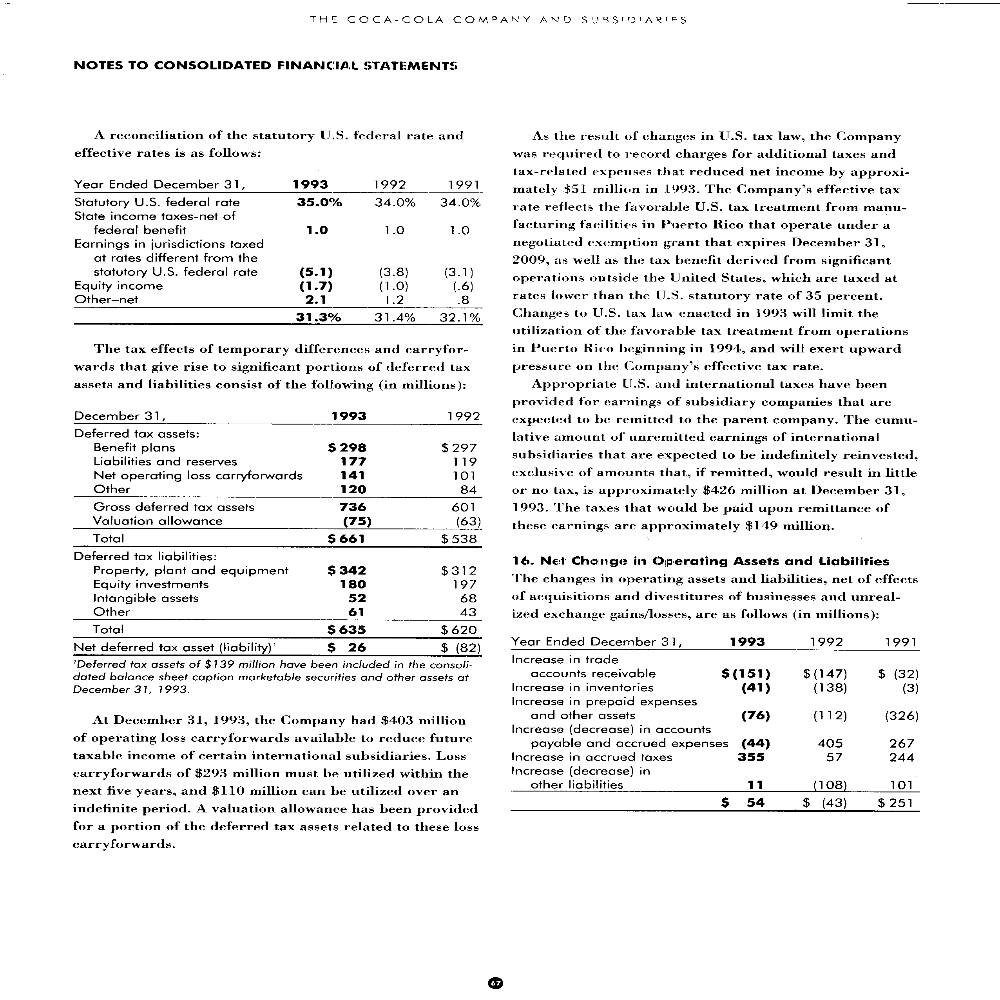 THE COCA-COLA COMPANY AND SUBSIDIARIES
NOTES TO CONSOLIDATED FINANCIAL STATEMENTS
A reconciliation of the statutory U.S. federal rate and
effective rates is as follows:
Year Ended December 31, 1993 1992 1991
Statutory U.S. federal rate 35.0% 34.0% 34.0%
State income taxes-net of
federal benefit 1.0 1.0 1.0
Earnings in jurisdictions taxed
at rates different from the
statutory U.S. federal rate (5.1) (3.8) (3.1)
Equity income (1.7) (1.0) (.6)
Other–net 2.1 1.2 .8
31.3% 31.4% 32.1%
The tax effects of temporary differences and carryfor-
wards that give rise to significant portions of deferred tax
assets and liabilities consist of the following (in millions):
December 31, 1993 1992
Deferred tax assets:
Benefit plans $ 298 $ 297
Liabilities and reserves 177 119
Net operating loss carryforwards 141 101
Other 120 84
Gross deferred tax assets 736 601
Valuation allowance (75) (63)
Total $ 661 $ 538
Deferred tax liabilities:
Property, plant and equipment $ 342 $ 312
Equity investments 180 197
Intangible assets 52 68
Other 61 43
Total $ 635 $ 620
Net deferred tax asset (liability)¹ $ 26 $ (82)
¹Deferred tax assets of $139 million have been included in the consoli-
dated balance sheet caption marketable securities and other assets at
December 31, 1993.
At December 31, 1993, the Company had $403 million
of operating loss carryforwards available to reduce future
taxable income of certain international subsidiaries. Loss
carryforwards of $293 million must be utilized within the
next five years, and $110 million can be utilized over an
indefinite period. A valuation allowance has been provided
for a portion of the deferred tax assets related to these loss
carryforwards.
As the result of changes in U.S. tax law, the Company
was required to record charges for additional taxes and
tax-related expenses that reduced net income by approxi-
mately $51 million in 1993. The Company's effective tax
rate reflects the favorable U.S. tax treatment from manu-
facturing facilities in Puerto Rico that operate under a
negotiated exemption grant that expires December 31,
2009, as well as the tax benefit derived from significant
operations outside the United States, which are taxed at
rates lower than the U.S. statutory rate of 35 percent.
Changes to U.S. tax law enacted in 1993 will limit the
utilization of the favorable tax treatment from operations
in Puerto Rico beginning in 1994, and will exert upward
pressure on the Company's effective tax rate.
Appropriate U.S. and international taxes have been
provided for earnings of subsidiary companies that are
expected to be remitted to the parent company. The cumu-
lative amount of unremitted earnings of international
subsidiaries that are expected to be indefinitely reinvested,
exclusive of amounts that, if remitted, would result in little
or no tax, is approximately $426 million at December 31,
1993. The taxes that would be paid upon remittance of
these earnings are approximately $149 million.
16. Net Change in Operating Assets and Liabilities
The changes in operating assets and liabilities, net of effects
of acquisitions and divestitures of businesses and unreal-
ized exchange gains/losses, are as follows (in millions):
Year Ended December 31, 1993 1992 1991
Increase in trade
accounts receivable $(151) $(147) $ (32)
Increase in inventories (41) (138) (3)
Increase in prepaid expenses
and other assets (76) (112) (326)
Increase (decrease) in accounts
payable and accrued expenses (44) 405 267
Increase in accrued taxes 355 57 244
Increase (decrease) in
other liabilities 11 (108) 101
$ 54 $ (43) $ 251
67